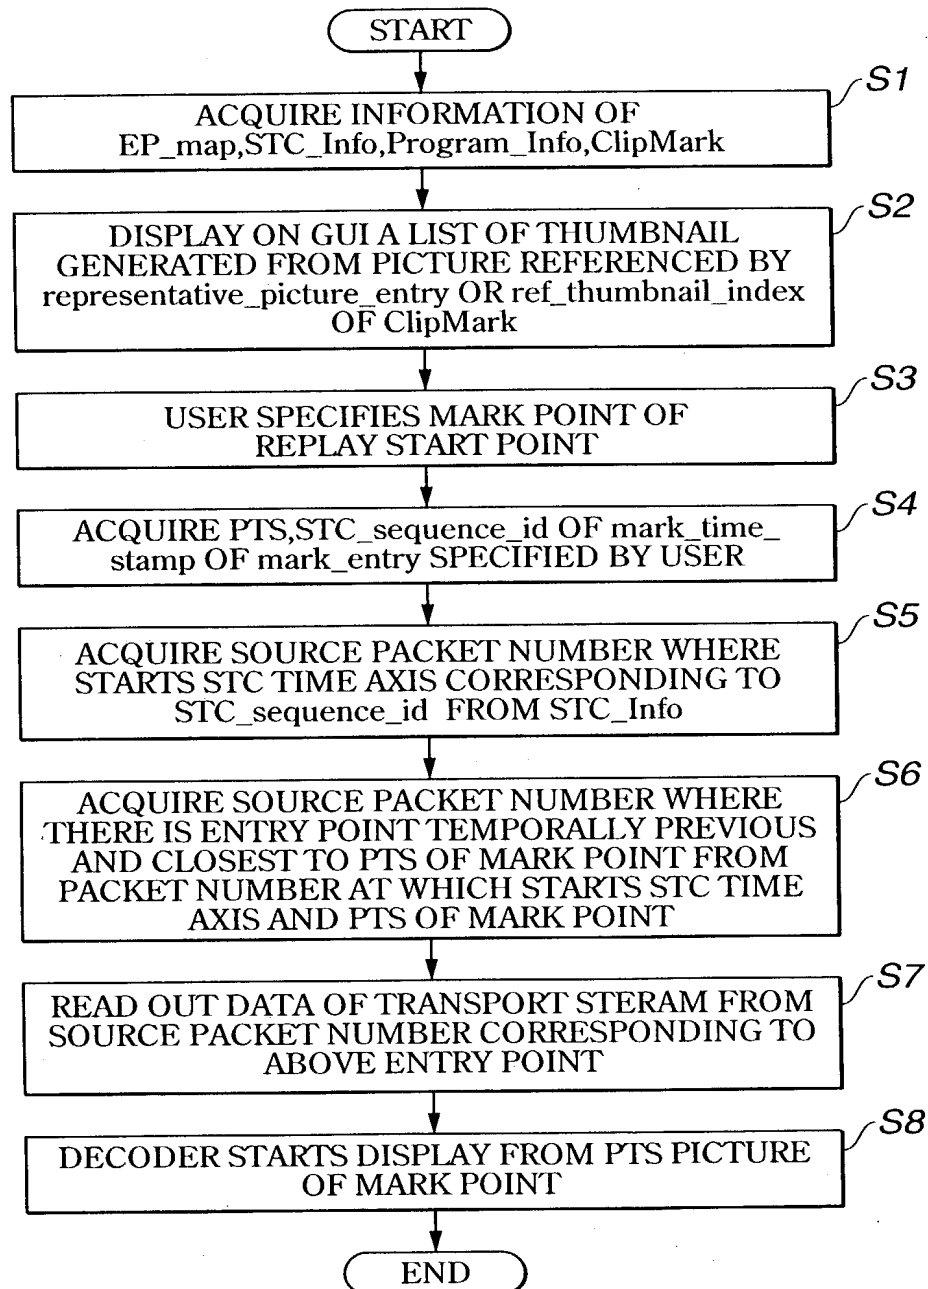 START
S1
ACQUIRE INFORMATION OF
EP_map,STC_Info,Program_Info,ClipMark
S2
DISPLAY ON GUI A LIST OF THUMBNAIL
GENERATED FROM PICTURE REFERENCED BY
representative_picture_entry OR ref_thumbnail_index
OF ClipMark
S3
USER SPECIFIES MARK POINT OF
REPLAY START POINT
S4
ACQUIRE PTS,STC_sequence_id OF mark_time_
stamp OF mark_entry SPECIFIED BY USER
S5
ACQUIRE SOURCE PACKET NUMBER WHERE
STARTS STC TIME AXIS CORRESPONDING TO
STC_sequence_id FROM STC_Info
S6
ACQUIRE SOURCE PACKET NUMBER WHERE
THERE IS ENTRY POINT TEMPORALLY PREVIOUS
AND CLOSEST TO PTS OF MARK POINT FROM
PACKET NUMBER AT WHICH STARTS STC TIME
AXIS AND PTS OF MARK POINT
S7
READ OUT DATA OF TRANSPORT STERAM FROM
SOURCE PACKET NUMBER CORRESPONDING TO
ABOVE ENTRY POINT
S8
DECODER STARTS DISPLAY FROM PTS PICTURE
OF MARK POINT
END